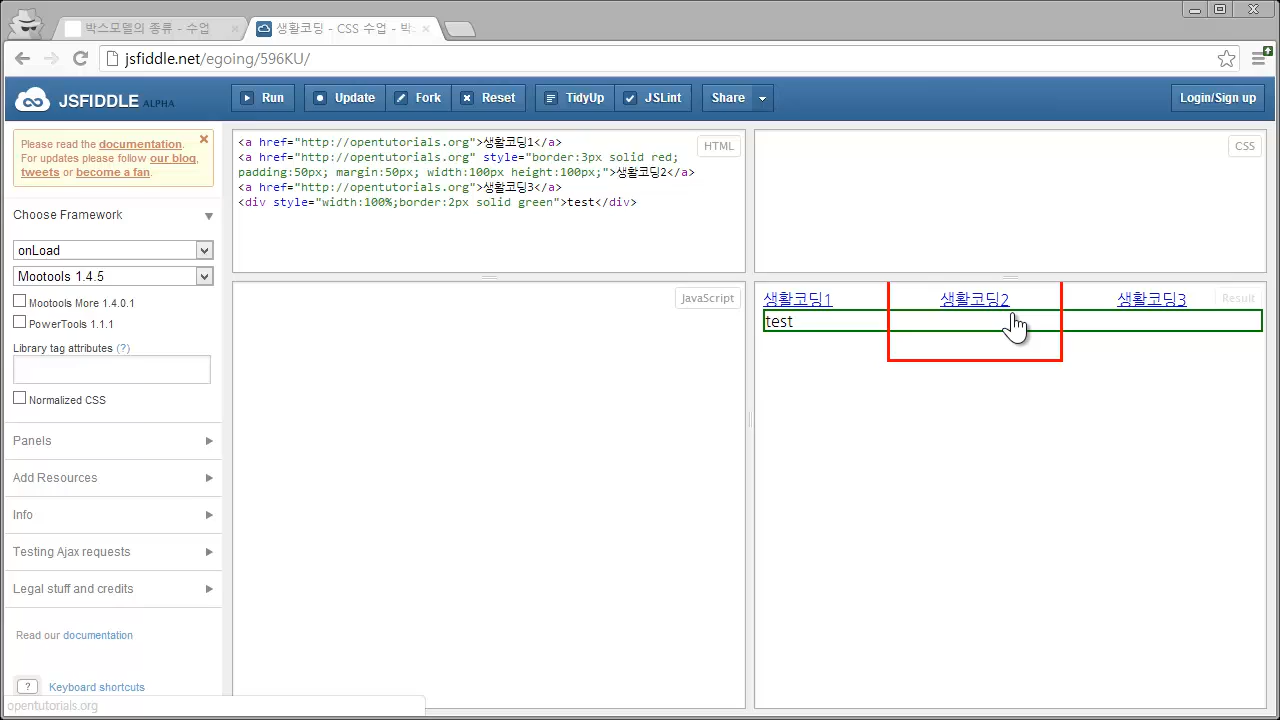 박스모델의 종류 - 수업
생활코딩 - CSS 수업 - 박
jsfiddle.net/egoing/596KU/
JSFIDDLE ALPHA
Run
Update
Fork
Reset
TidyUp
JSLint
Share
Login/Sign up
Please read the documentation.
For updates please follow our blog,
tweets or become a fan.
Choose Framework
onLoad
Mootools 1.4.5
Mootools More 1.4.0.1
PowerTools 1.1.1
Library tag attributes (?)
Normalized CSS
Panels
Add Resources
Info
Testing Ajax requests
Legal stuff and credits
Read our documentation
? Keyboard shortcuts
opentutorials.org
<a href="http://opentutorials.org">생활코딩1</a>
<a href="http://opentutorials.org" style="border:3px solid red;
padding:50px; margin:50px; width:100px height:100px;">생활코딩2</a>
<a href="http://opentutorials.org">생활코딩3</a>
<div style="width:100%;border:2px solid green">test</div>
HTML
CSS
JavaScript
생활코딩1 생활코딩2 생활코딩3
Result
test